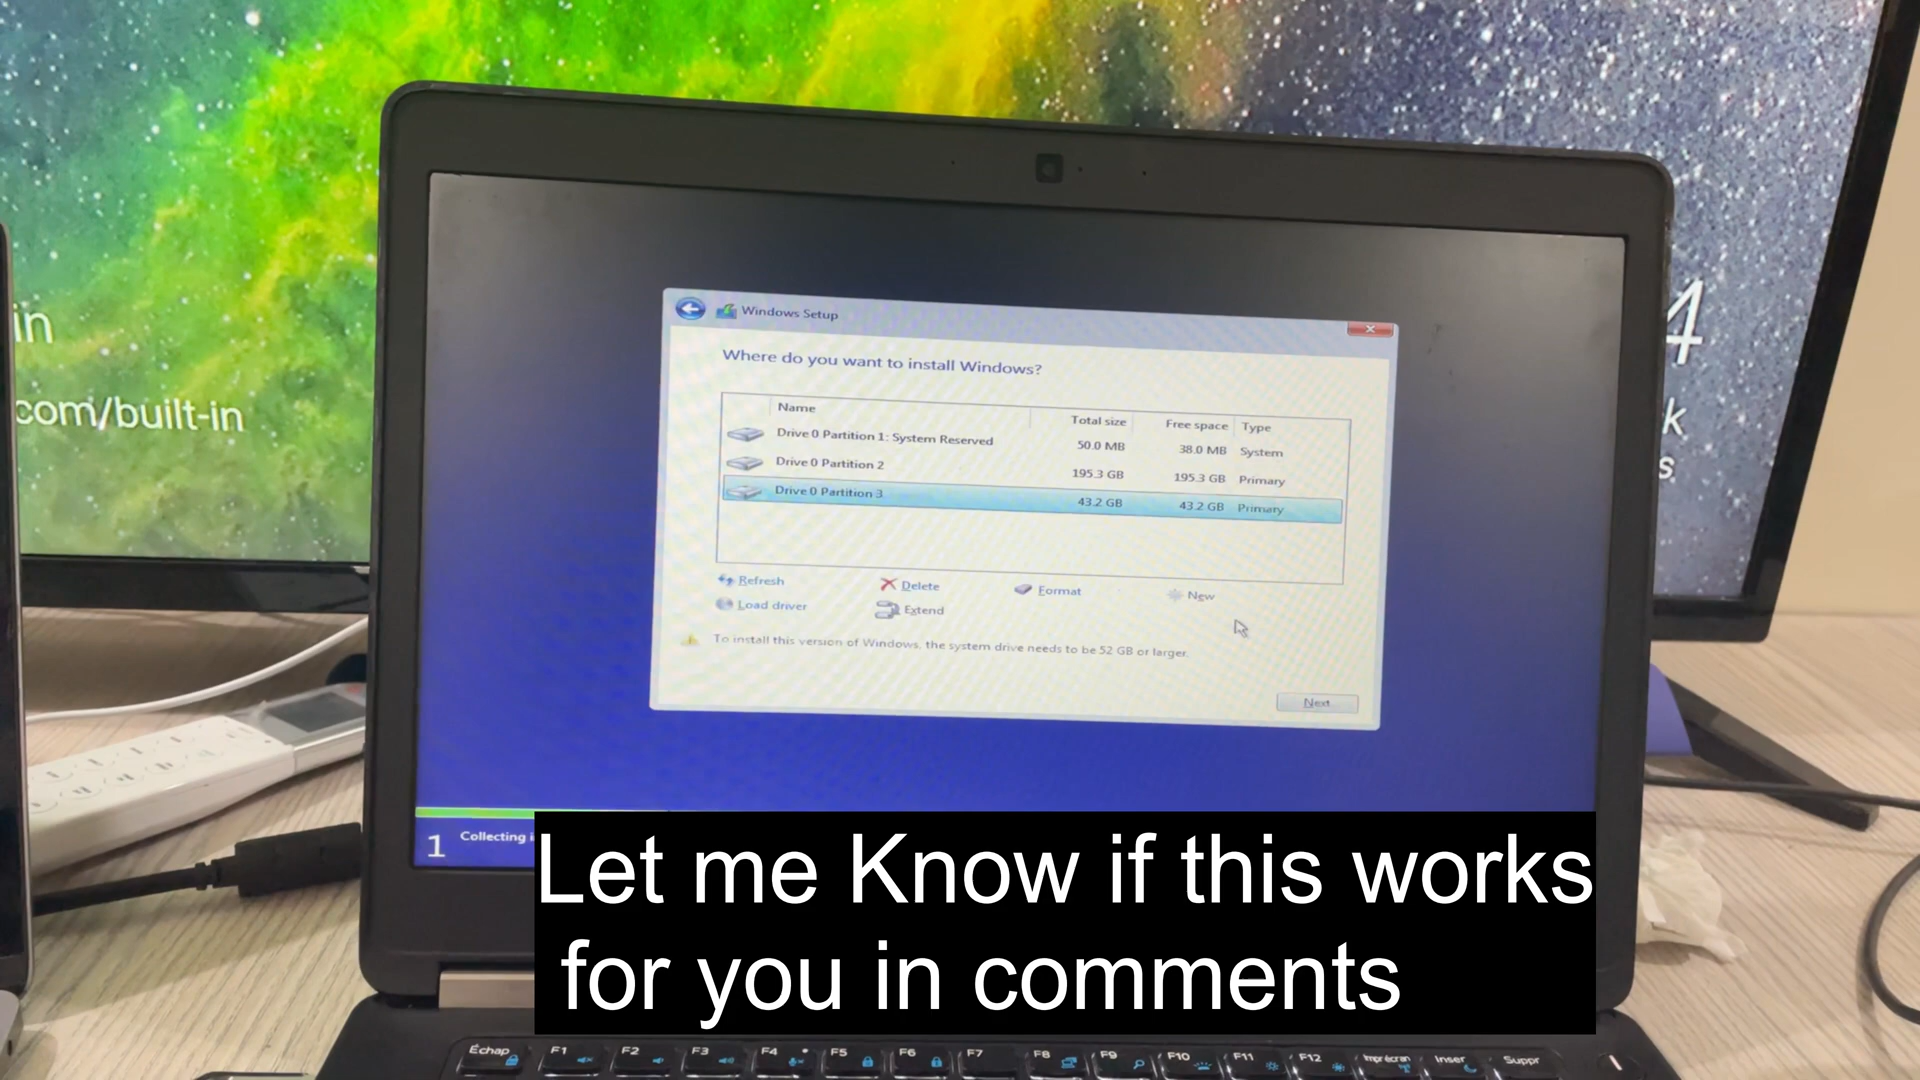 in
com/built-in
4
k
s
Windows Setup
Where do you want to install Windows?
Name Total size Free space Type
Drive 0 Partition 1: System Reserved 50.0 MB 38.0 MB System
Drive 0 Partition 2 195.3 GB 195.3 GB Primary
Drive 0 Partition 3 43.2 GB 43.2 GB Primary
Refresh Delete Format New
Load driver Extend
To install this version of Windows, the system drive needs to be 52 GB or larger.
Next
1 Collecting i
Let me Know if this works
for you in comments
Échap F1 F2 F3 F4 F5 F6 F7 F8 F9 F10 F11 F12 Impr écran Inser Suppr